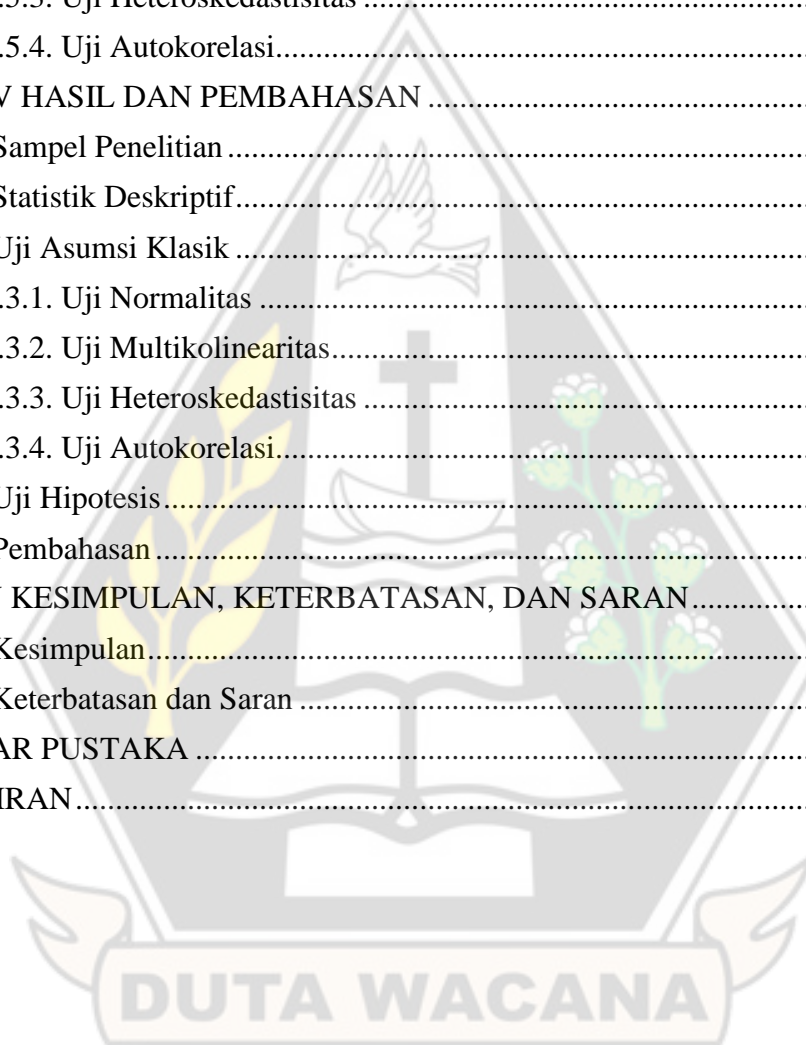 .5.3. Uji Heteroskedastisitas ....................
.5.4. Uji Autokorelasi....................
V HASIL DAN PEMBAHASAN ....................
Sampel Penelitian ....................
Statistik Deskriptif....................
Uji Asumsi Klasik ....................
.3.1. Uji Normalitas ....................
.3.2. Uji Multikolinearitas....................
.3.3. Uji Heteroskedastisitas ....................
.3.4. Uji Autokorelasi....................
Uji Hipotesis....................
Pembahasan ....................
KESIMPULAN, KETERBATASAN, DAN SARAN....................
Kesimpulan....................
Keterbatasan dan Saran ....................
AR PUSTAKA ....................
IRAN....................
DUTA WACANA